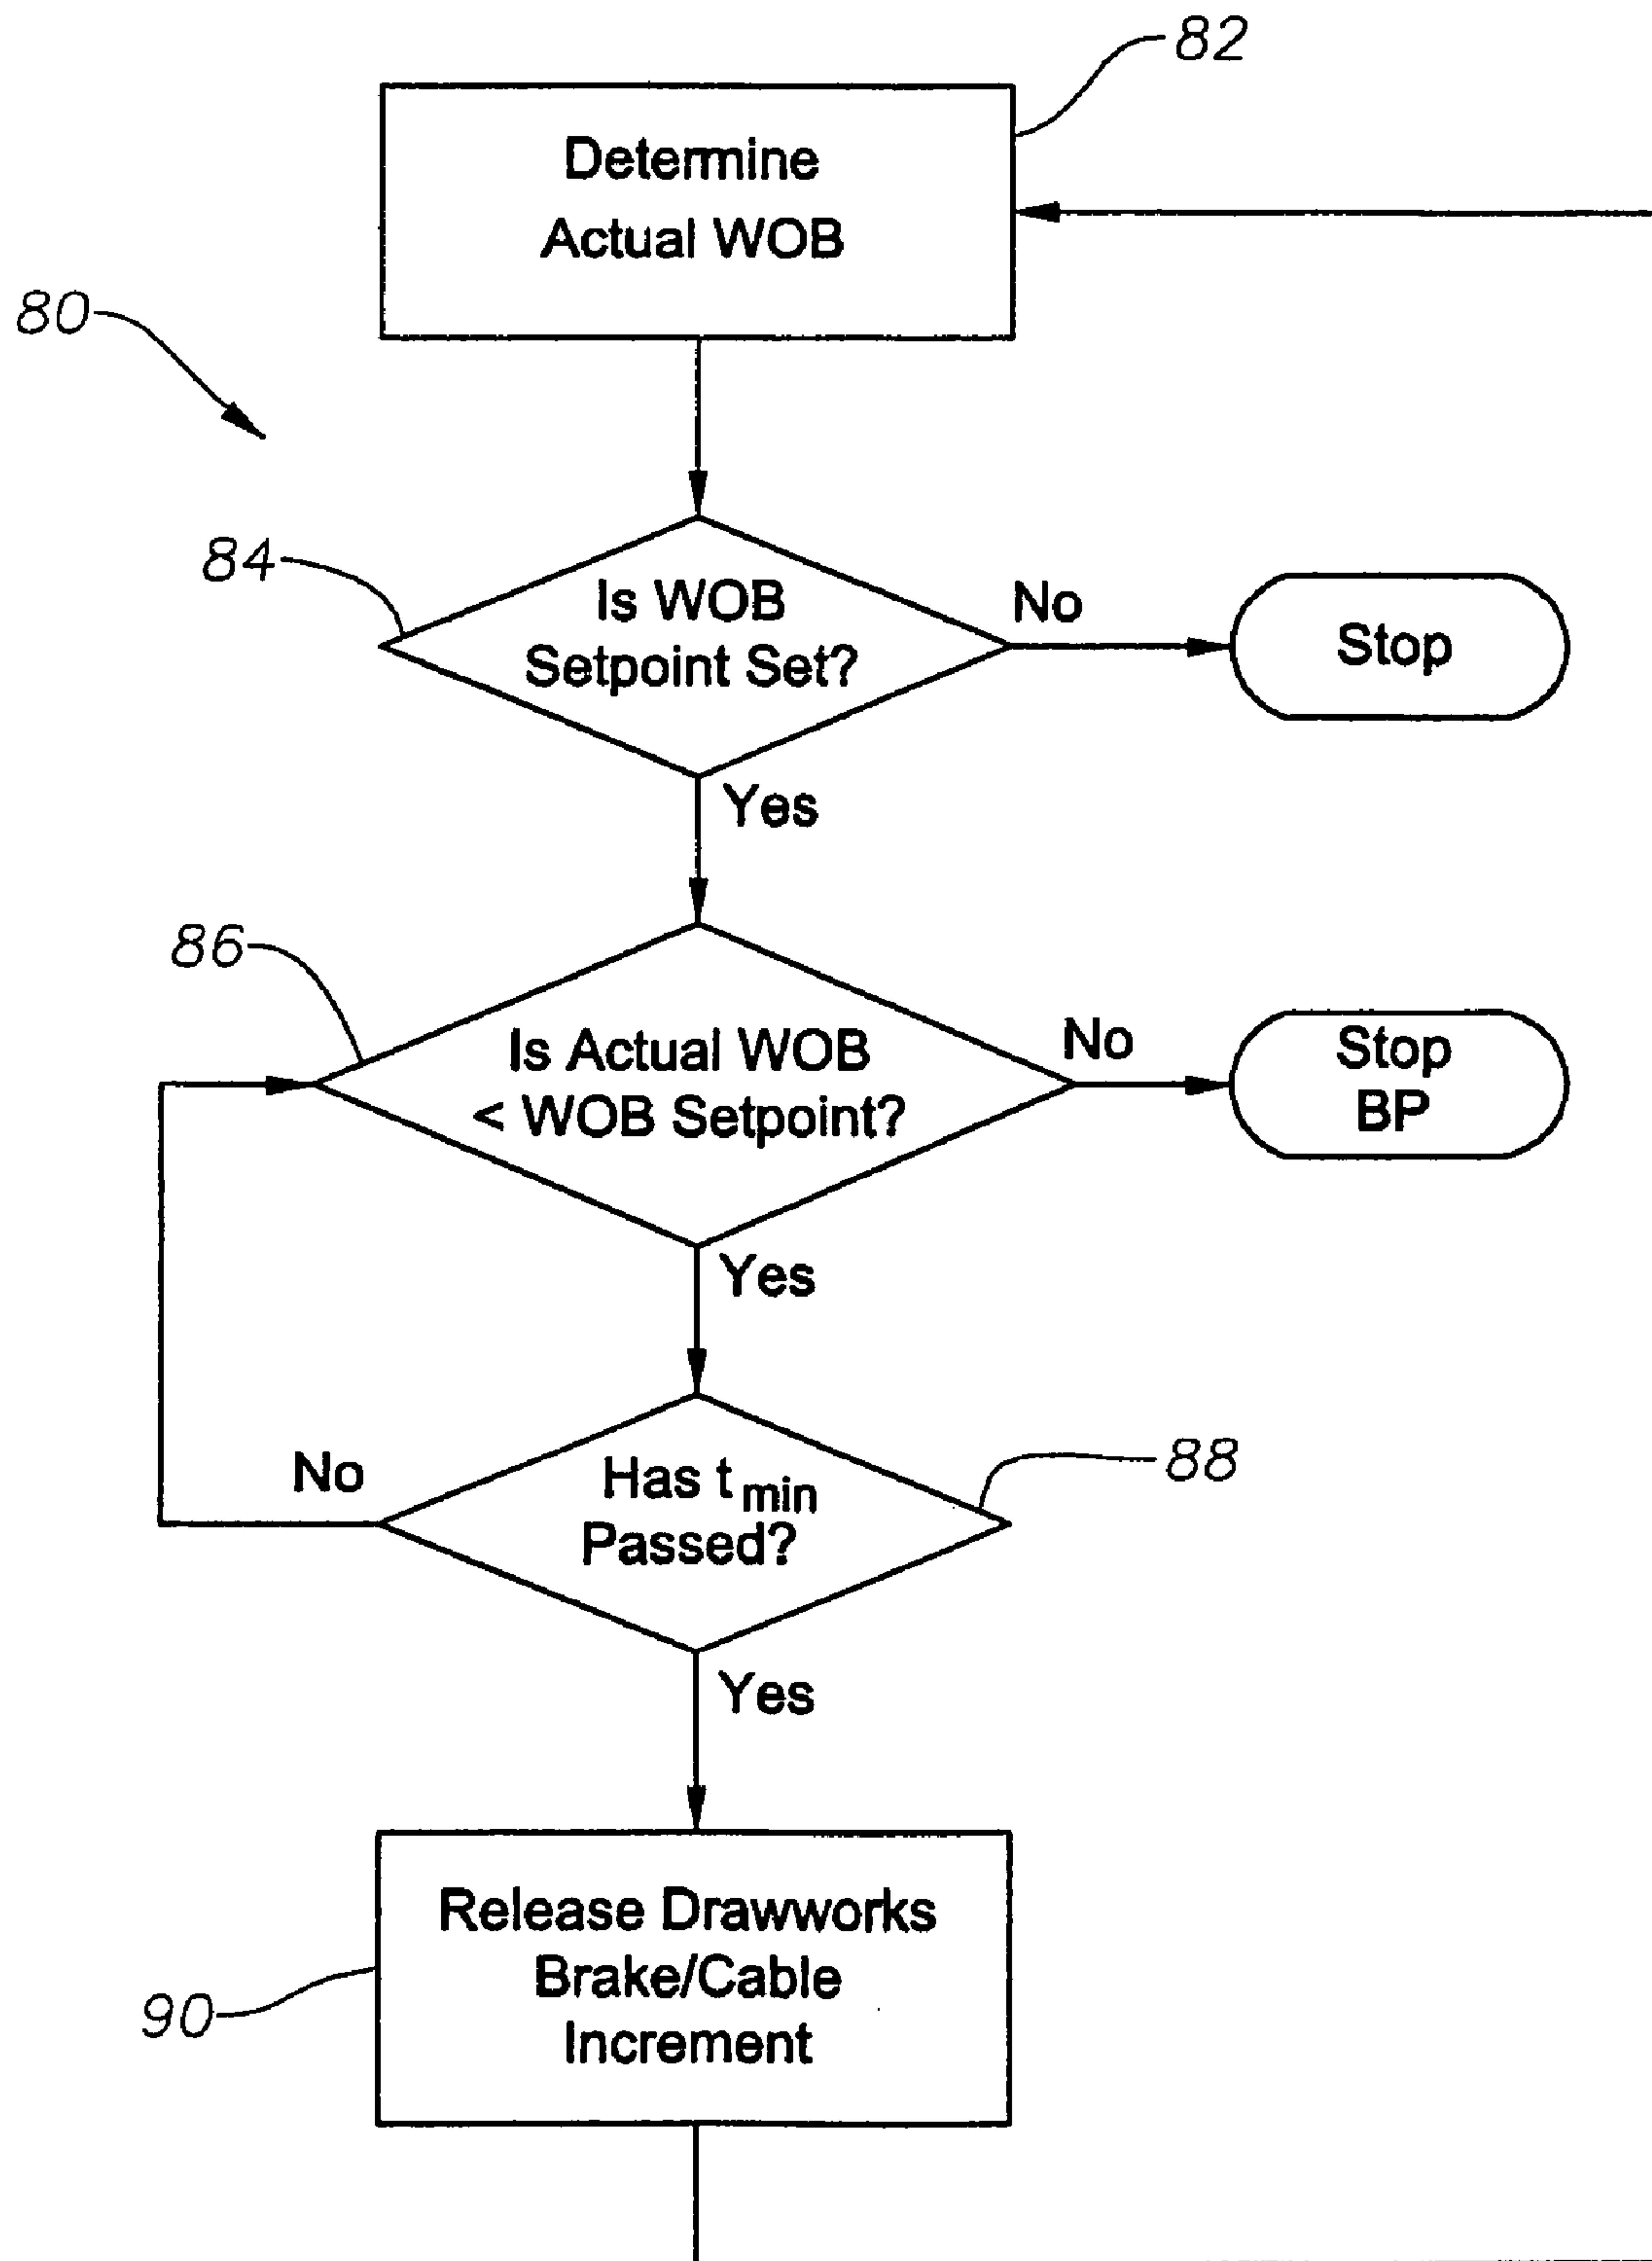 82
Determine
Actual WOB
80
84
Is WOB
Setpoint Set?
No
Stop
Yes
86
Is Actual WOB
< WOB Setpoint?
No
Stop
BP
Yes
No
Has t min
Passed?
88
Yes
Release Drawworks
Brake/Cable
Increment
90